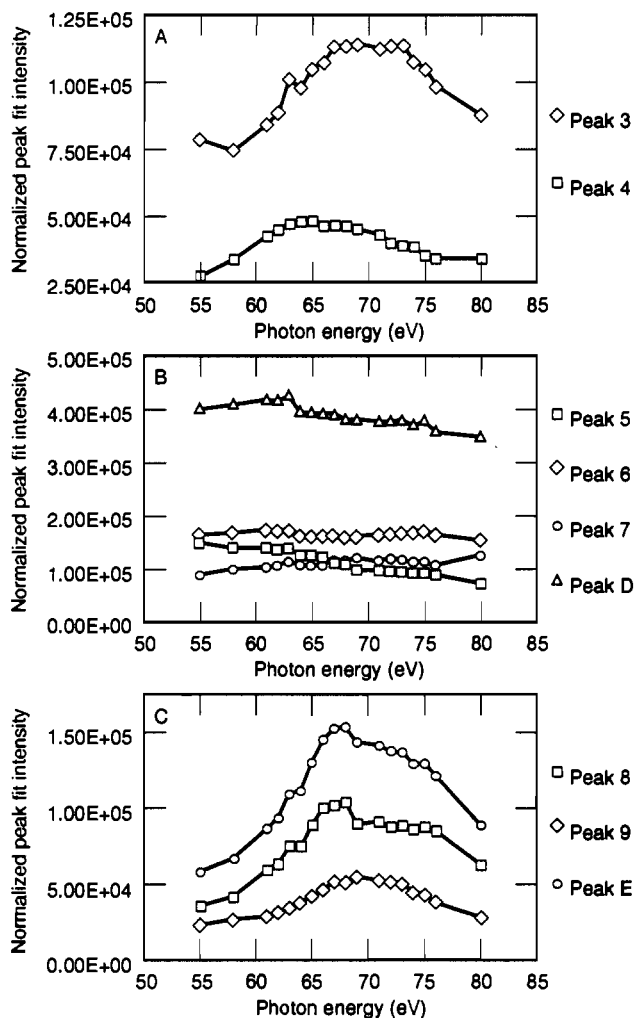 A
Normalized peak fit intensity
1.25E+05
1.00E+05
7.50E+04
5.00E+04
2.50E+04
50 55 60 65 70 75 80 85
Photon energy (eV)
Peak 3
Peak 4
B
Normalized peak fit intensity
5.00E+05
4.00E+05
3.00E+05
2.00E+05
1.00E+05
0.00E+00
50 55 60 65 70 75 80 85
Photon energy (eV)
Peak 5
Peak 6
Peak 7
Peak D
C
Normalized peak fit intensity
1.50E+05
1.00E+05
5.00E+04
0.00E+00
50 55 60 65 70 75 80 85
Photon energy (eV)
Peak 8
Peak 9
Peak E